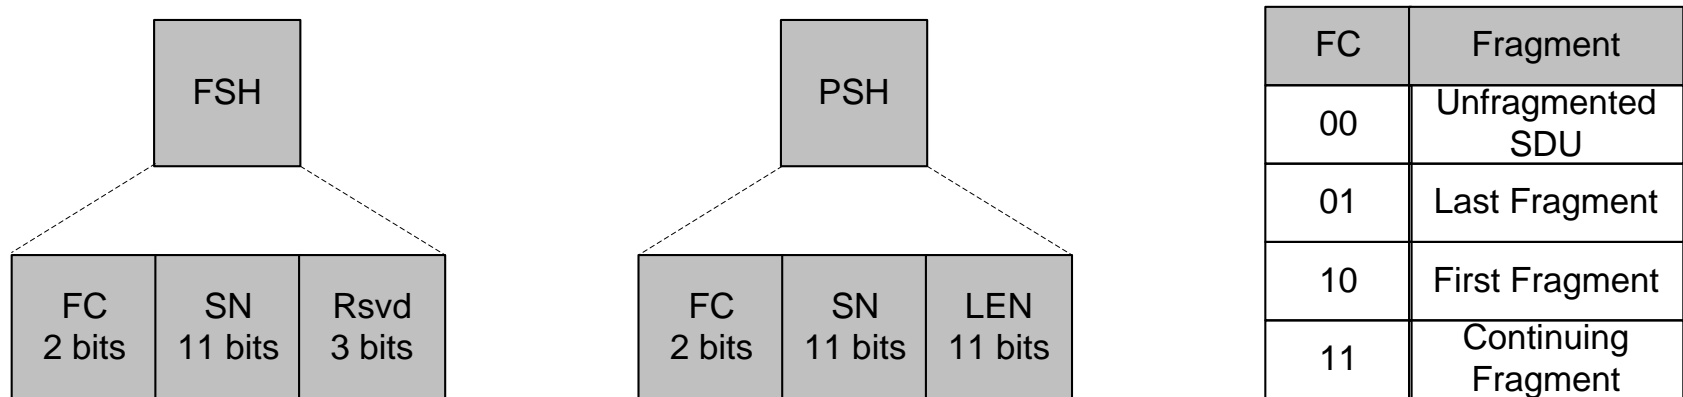 FSH
FC
2 bits
SN
11 bits
Rsvd
3 bits
PSH
FC
2 bits
SN
11 bits
LEN
11 bits
FC Fragment
00 Unfragmented
SDU
01 Last Fragment
10 First Fragment
11 Continuing
Fragment